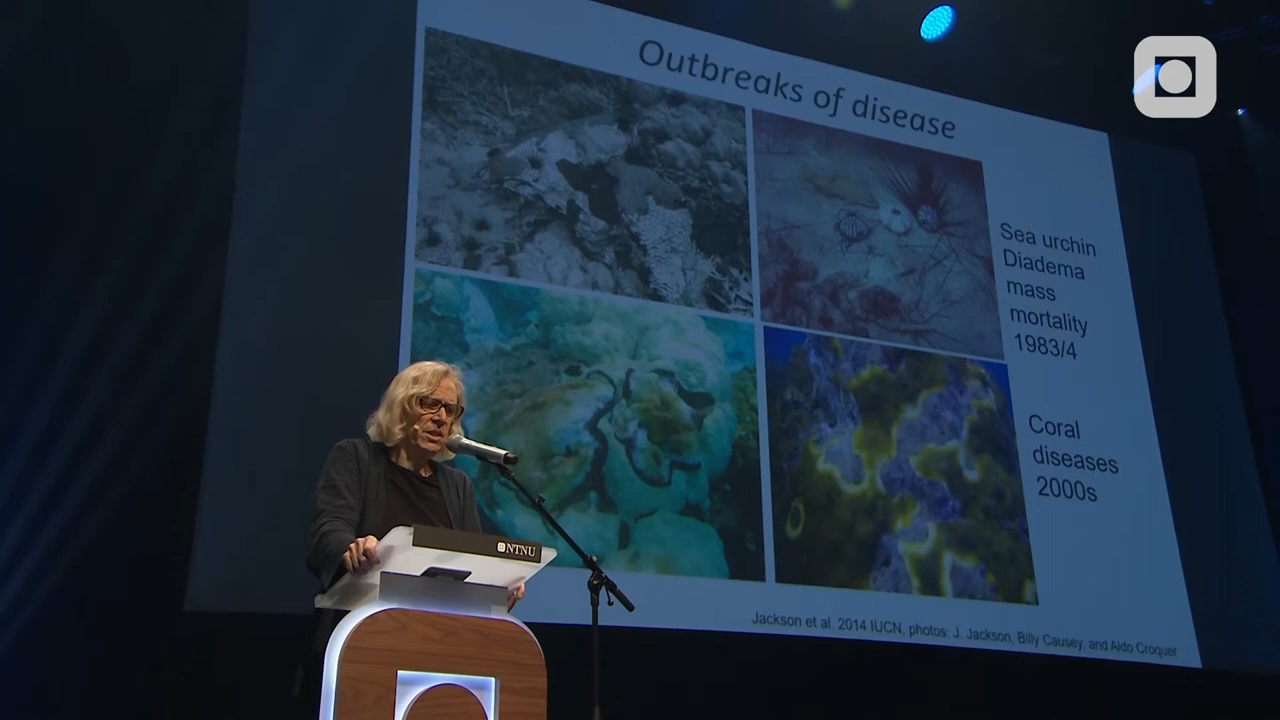 Outbreaks of disease
Sea urchin
Diadema
mass
mortality
1983/4
Coral
diseases
2000s
Jackson et al. 2014 IUCN, photos: J. Jackson, Billy Causey, and Aldo Croquer
NTNU